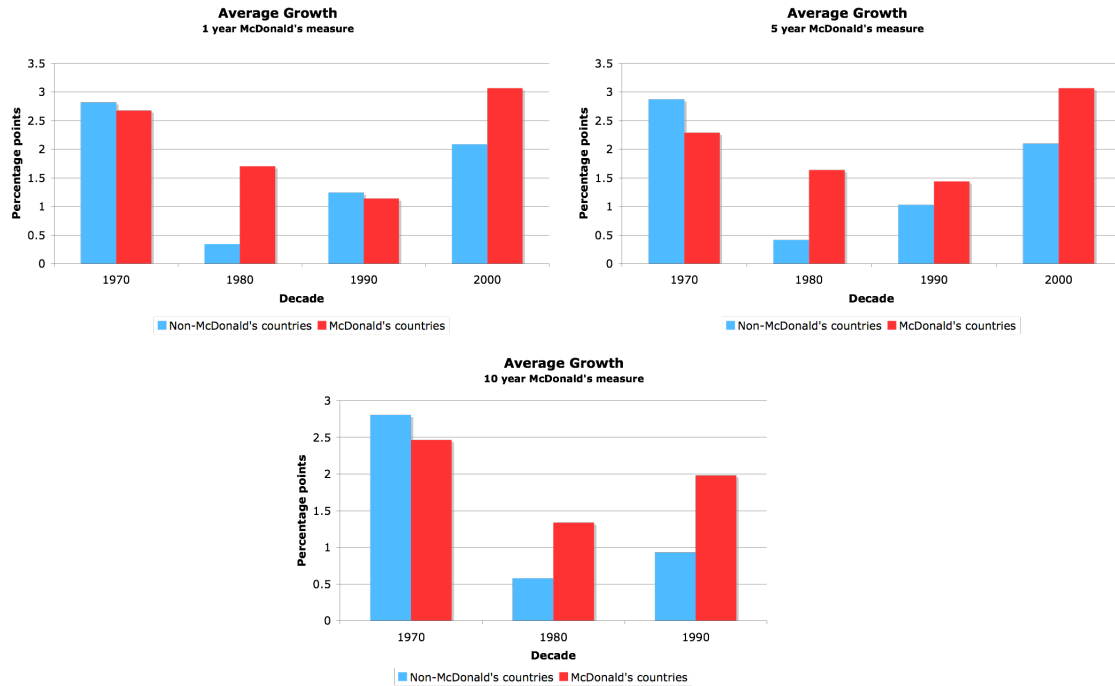 Average Growth
1 year McDonald's measure
Percentage points
3.5
3
2.5
2
1.5
1
0.5
0
1970 1980 1990 2000
Decade
Non-McDonald's countries McDonald's countries
Average Growth
5 year McDonald's measure
Percentage points
3.5
3
2.5
2
1.5
1
0.5
0
1970 1980 1990 2000
Decade
Non-McDonald's countries McDonald's countries
Average Growth
10 year McDonald's measure
Percentage points
3
2.5
2
1.5
1
0.5
0
1970 1980 1990
Decade
Non-McDonald's countries McDonald's countries